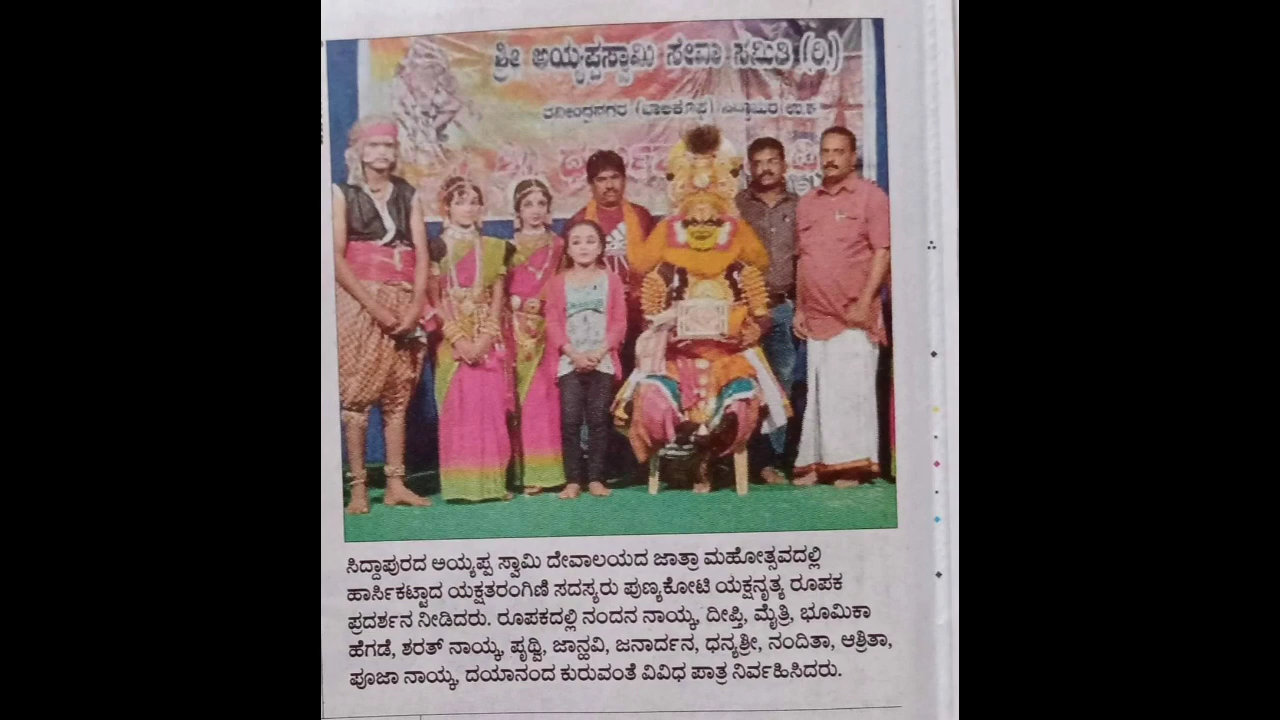 ಶ್ರೀ ಅಯ್ಯಪ್ಪಸ್ವಾಮಿ ಸೇವಾ ಸಮಿತಿ (ರಿ.)
ಸಿದ್ದಾಪುರದ ಅಯ್ಯಪ್ಪ ಸ್ವಾಮಿ ದೇವಾಲಯದ ಜಾತ್ರಾ ಮಹೋತ್ಸವದಲ್ಲಿ
ಹಾರ್ಸಿಕಟ್ಟಾದ ಯಕ್ಷತರಂಗಿಣಿ ಸದಸ್ಯರು ಪುಣ್ಯಕೋಟಿ ಯಕ್ಷನೃತ್ಯ ರೂಪಕ
ಪ್ರದರ್ಶನ ನೀಡಿದರು. ರೂಪಕದಲ್ಲಿ ನಂದನ ನಾಯ್ಕ, ದೀಪ್ತಿ, ಮೈತ್ರಿ, ಭೂಮಿಕಾ
ಹೆಗಡೆ, ಶರತ್ ನಾಯ್ಕ, ಪೃಥ್ವಿ, ಜಾನ್ಹವಿ, ಜನಾರ್ದನ, ಧನ್ಯಶ್ರೀ, ನಂದಿತಾ, ಆಶ್ರಿತಾ,
ಪೂಜಾ ನಾಯ್ಕ, ದಯಾನಂದ ಕುರುವಂತೆ ವಿವಿಧ ಪಾತ್ರ ನಿರ್ವಹಿಸಿದರು.